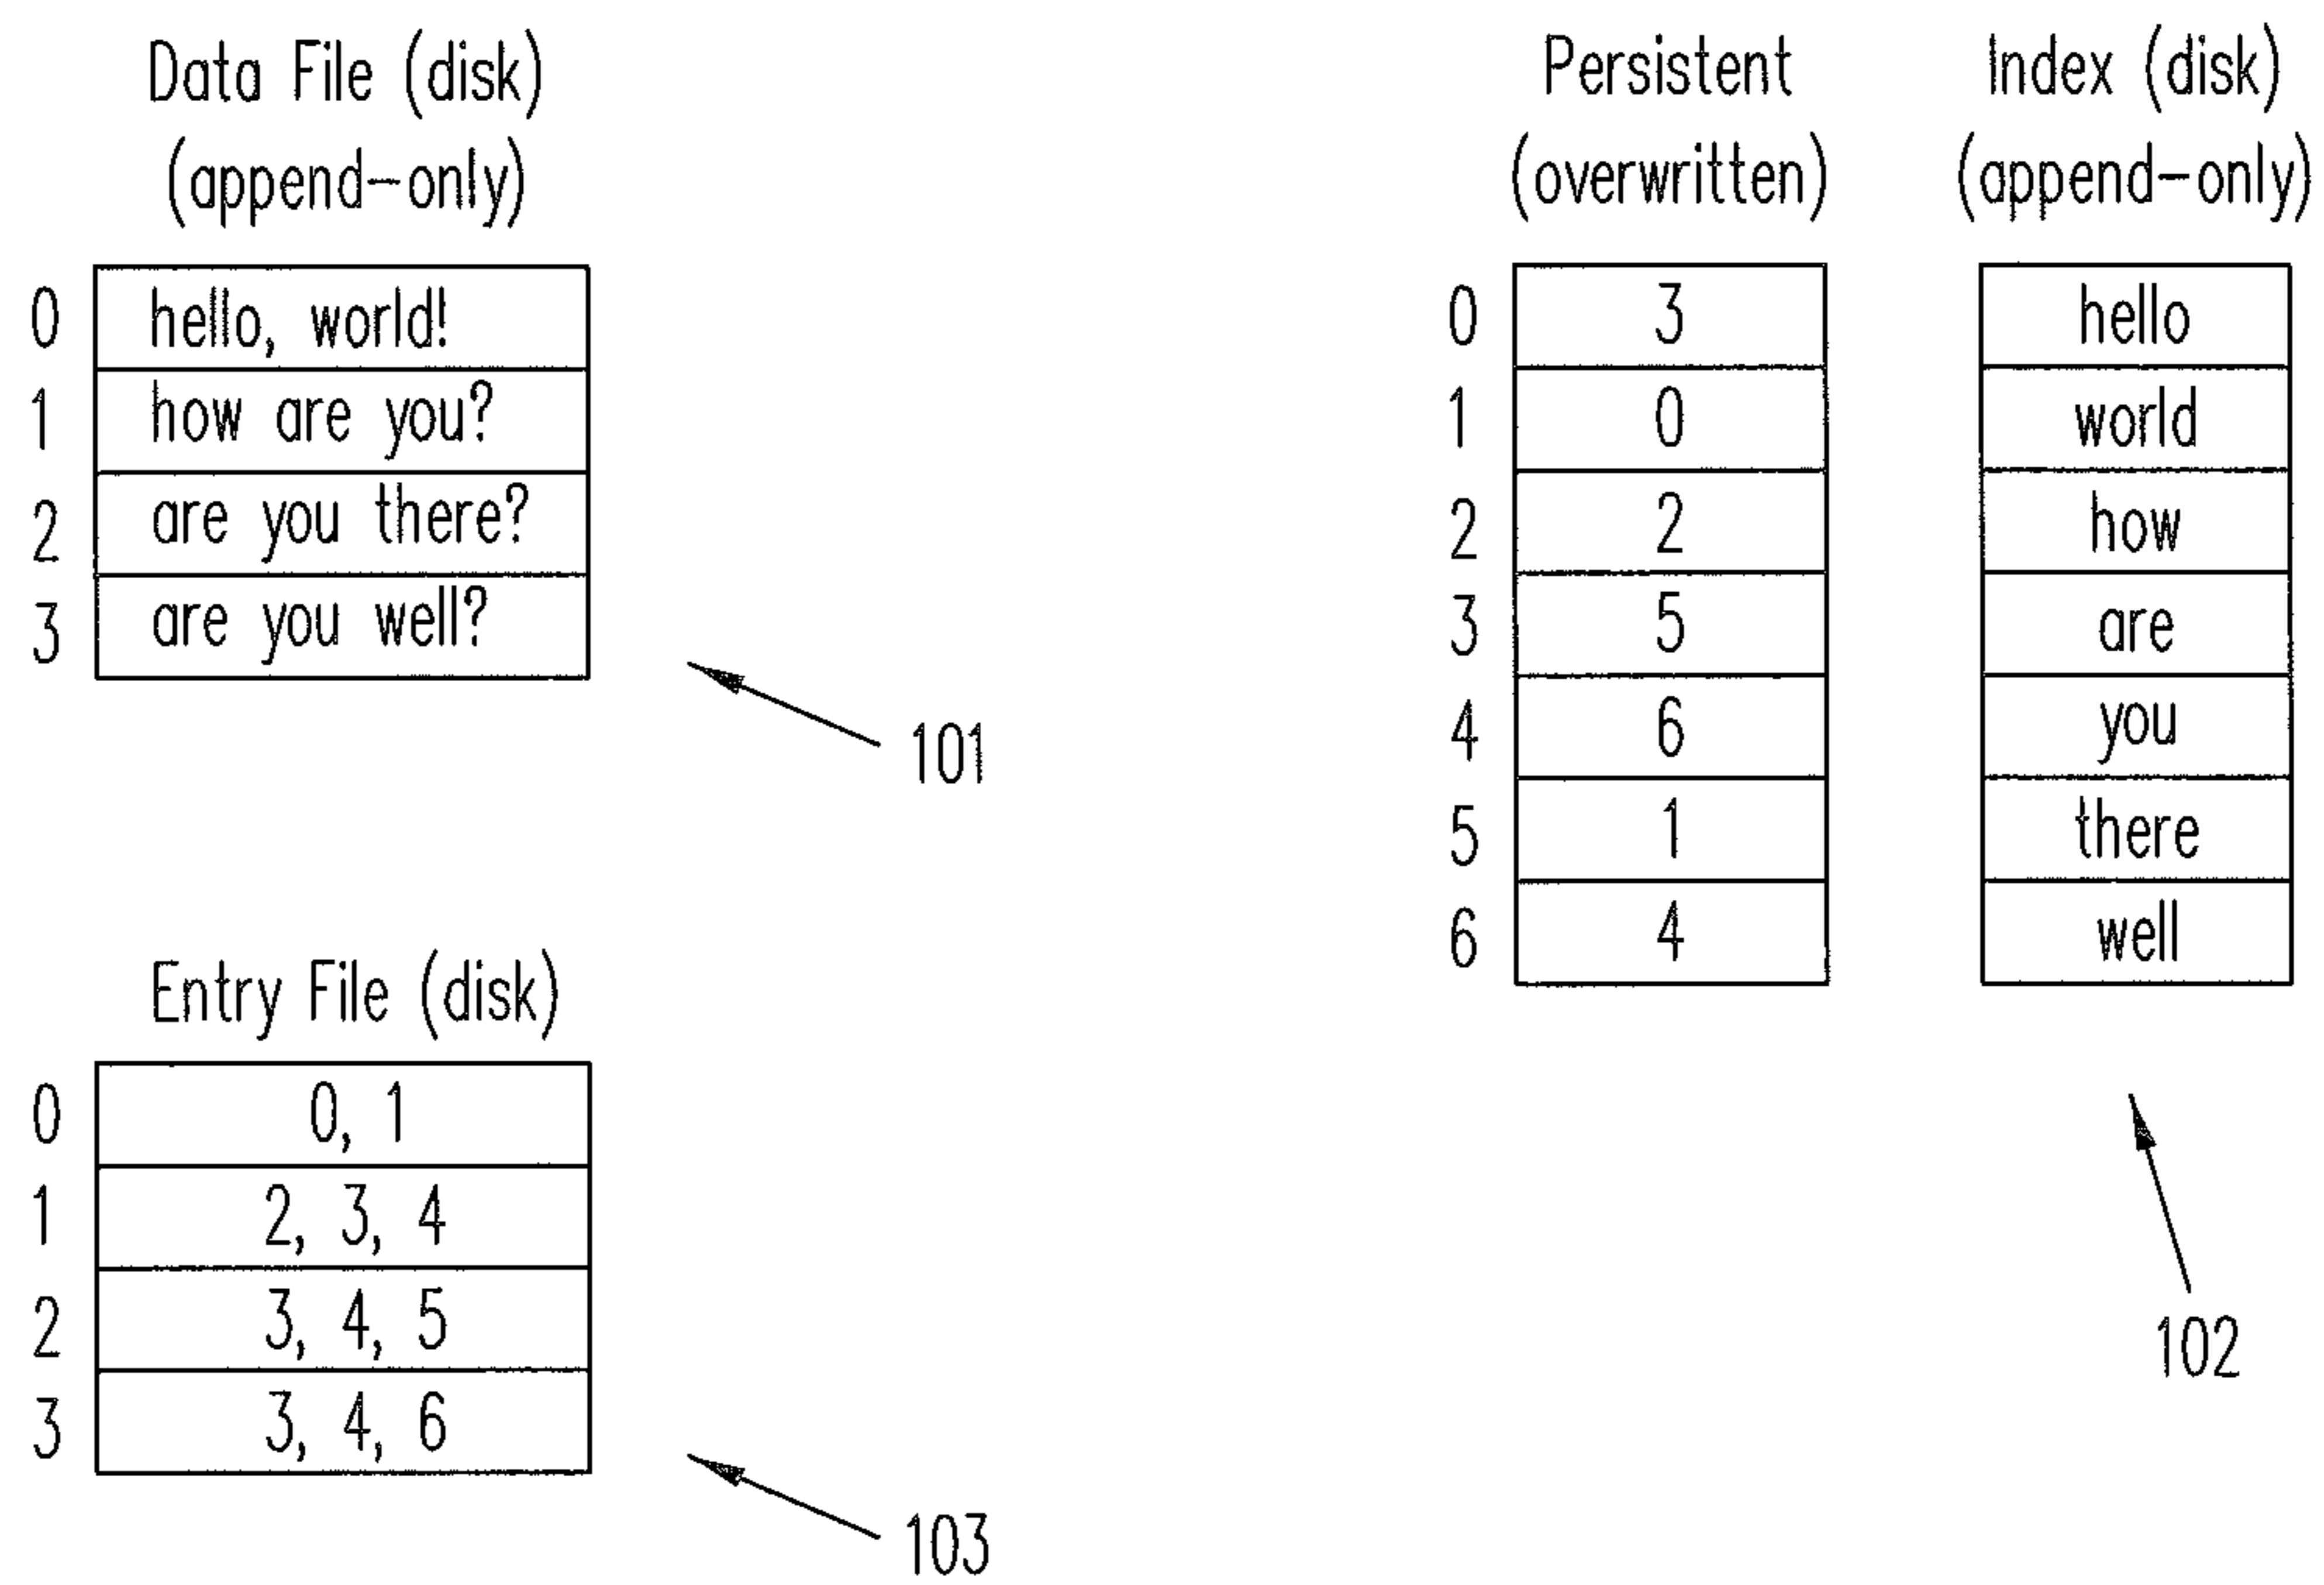 Data File (disk)
(append-only)
0 hello, world!
1 how are you?
2 are you there?
3 are you well?
101
Entry File (disk)
0 0, 1
1 2, 3, 4
2 3, 4, 5
3 3, 4, 6
103
Persistent Index (disk)
(overwritten) (append-only)
0 3 hello
1 0 world
2 2 how
3 5 are
4 6 you
5 1 there
6 4 well
102